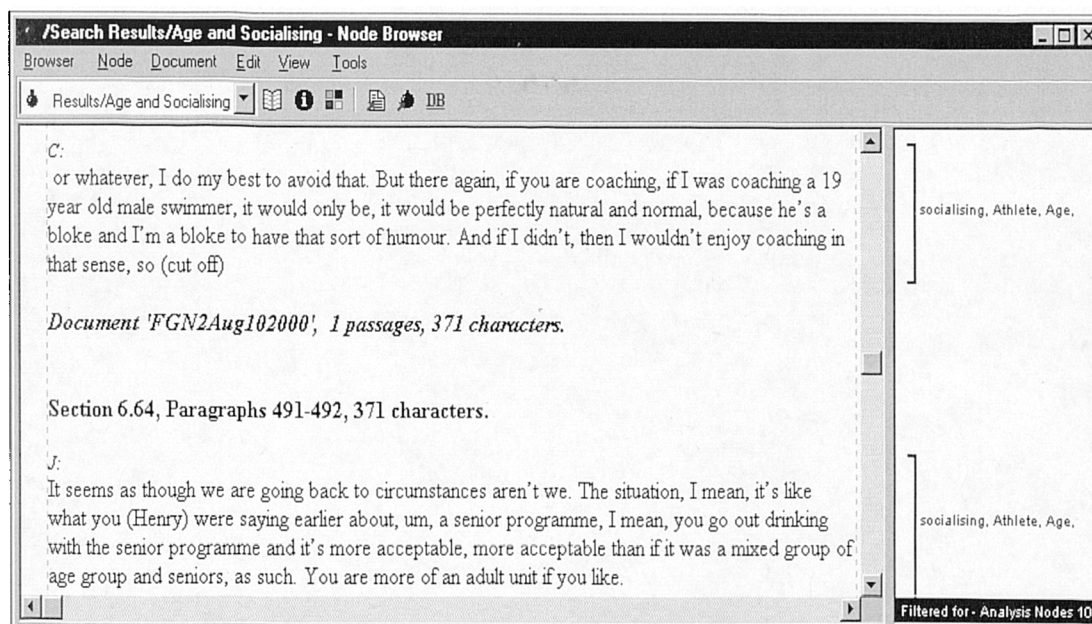 /Search Results/Age and Socialising - Node Browser
Browser Node Document Edit View Tools
Results/Age and Socialising DB
C:
or whatever, I do my best to avoid that. But there again, if you are coaching, if I was coaching a 19
year old male swimmer, it would only be, it would be perfectly natural and normal, because he's a
bloke and I'm a bloke to have that sort of humour. And if I didn't, then I wouldn't enjoy coaching in
that sense, so (cut off)
socialising, Athlete, Age,
Document 'FGN2Aug102000', 1 passages, 371 characters.
Section 6.64, Paragraphs 491-492, 371 characters.
J:
It seems as though we are going back to circumstances aren't we. The situation, I mean, it's like
what you (Henry) were saying earlier about, um, a senior programme, I mean, you go out drinking
with the senior programme and it's more acceptable, more acceptable than if it was a mixed group of
age group and seniors, as such. You are more of an adult unit if you like.
socialising, Athlete, Age,
Filtered for - Analysis Nodes 10